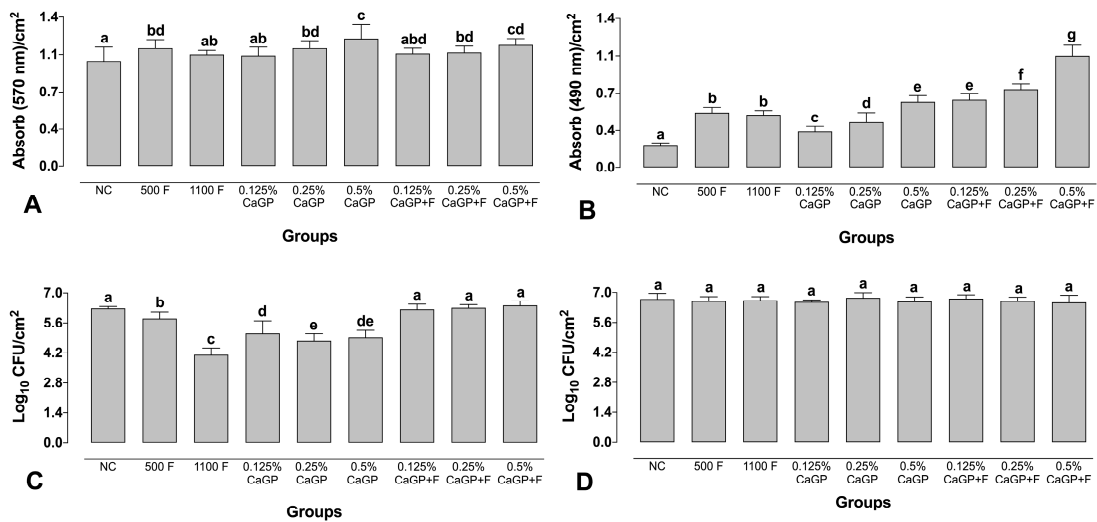 1.4
1.1
0.7
0.4
0.0
Absorb (570 nm)/cm²
a
bd
ab
ab
bd
c
abd
bd
cd
NC
500 F
1100 F
0.125% CaGP
0.25% CaGP
0.5% CaGP
0.125% CaGP+F
0.25% CaGP+F
0.5% CaGP+F
A
Groups
1.4
1.1
0.7
0.4
0.0
Absorb (490 nm)/cm²
a
b
b
c
d
e
e
f
g
NC
500 F
1100 F
0.125% CaGP
0.25% CaGP
0.5% CaGP
0.125% CaGP+F
0.25% CaGP+F
0.5% CaGP+F
B
Groups
7.0
5.6
4.2
2.8
1.4
0.0
Log₁₀ CFU/cm²
a
b
c
d
e
de
a
a
a
NC
500 F
1100 F
0.125% CaGP
0.25% CaGP
0.5% CaGP
0.125% CaGP+F
0.25% CaGP+F
0.5% CaGP+F
C
Groups
7.0
5.6
4.2
2.8
1.4
0.0
Log₁₀ CFU/cm²
a
a
a
a
a
a
a
a
a
NC
500 F
1100 F
0.125% CaGP
0.25% CaGP
0.5% CaGP
0.125% CaGP+F
0.25% CaGP+F
0.5% CaGP+F
D
Groups